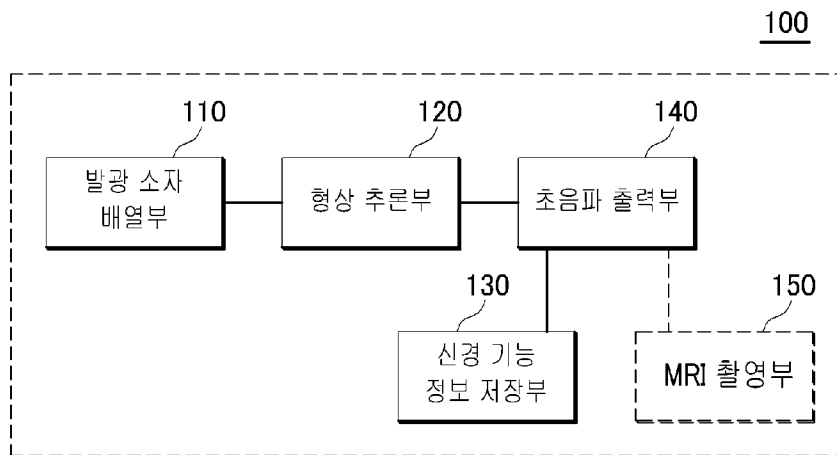 100
110
120
140
발광 소자
배열부
형상 추론부
초음파 출력부
130
150
신경 기능
정보 저장부
MRI 촬영부